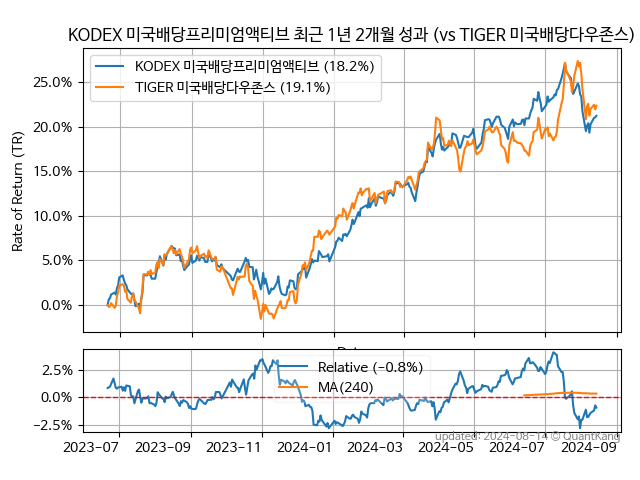 KODEX 미국배당프리미엄액티브 최근 1년 2개월 성과 (vs TIGER 미국배당다우존스)
KODEX 미국배당프리미엄액티브 (18.2%)
TIGER 미국배당다우존스 (19.1%)
Rate of Return (TR)
25.0%
20.0%
15.0%
10.0%
5.0%
0.0%
Relative (-0.8%)
MA(240)
2.5%
0.0%
-2.5%
updated: 2024-08-14 © QuantKang
2023-07 2023-09 2023-11 2024-01 2024-03 2024-05 2024-07 2024-09